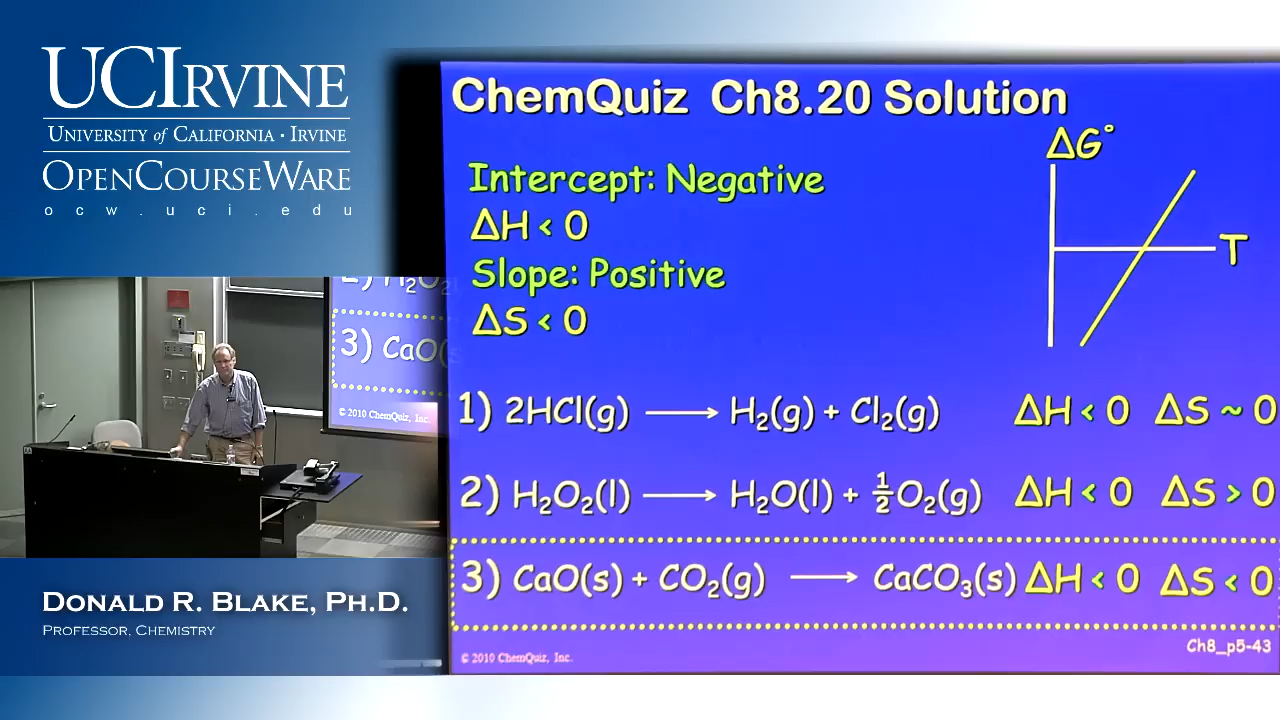 UCIRVINE
UNIVERSITY of CALIFORNIA · IRVINE
OPENCOURSEWARE
ocw.uci.edu
DONALD R. BLAKE, PH.D.
PROFESSOR, CHEMISTRY
2) H₂O₂(
3) CaO(s
© 2010 ChemQuiz, Inc.
ChemQuiz Ch8.20 Solution
Intercept: Negative
ΔH < 0
Slope: Positive
ΔS < 0
ΔG°
T
1) 2HCl(g) ⟶ H₂(g) + Cl₂(g) ΔH < 0 ΔS ~ 0
2) H₂O₂(l) ⟶ H₂O(l) + ½O₂(g) ΔH < 0 ΔS > 0
3) CaO(s) + CO₂(g) ⟶ CaCO₃(s) ΔH < 0 ΔS < 0
Ch8_p5-43
© 2010 ChemQuiz, Inc.